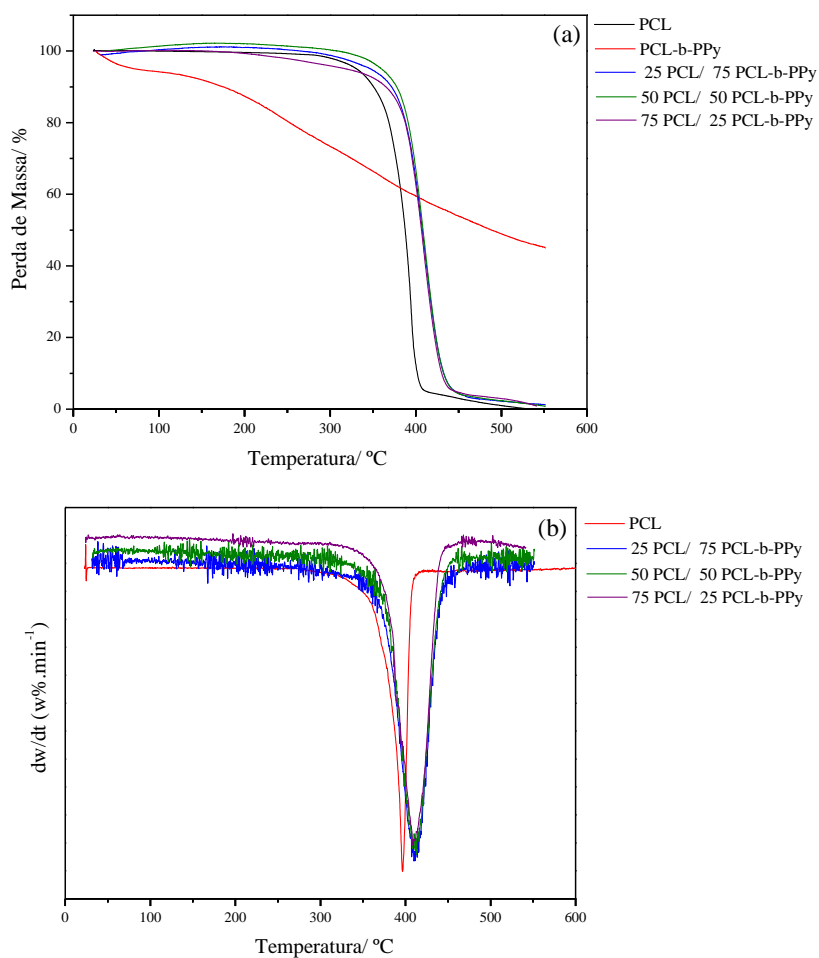 (a)
PCL
PCL-b-PPy
25 PCL/ 75 PCL-b-PPy
50 PCL/ 50 PCL-b-PPy
75 PCL/ 25 PCL-b-PPy
100
80
60
40
20
0
Perda de Massa/ %
0 100 200 300 400 500 600
Temperatura/ ºC
(b)
PCL
25 PCL/ 75 PCL-b-PPy
50 PCL/ 50 PCL-b-PPy
75 PCL/ 25 PCL-b-PPy
dw/dt (w%.min⁻¹)
0 100 200 300 400 500 600
Temperatura/ ºC